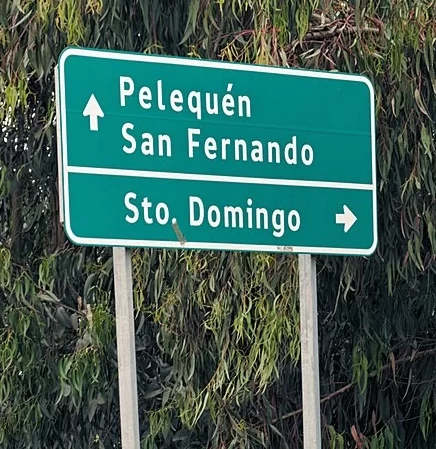 Pelequén
San Fernando
Sto. Domingo